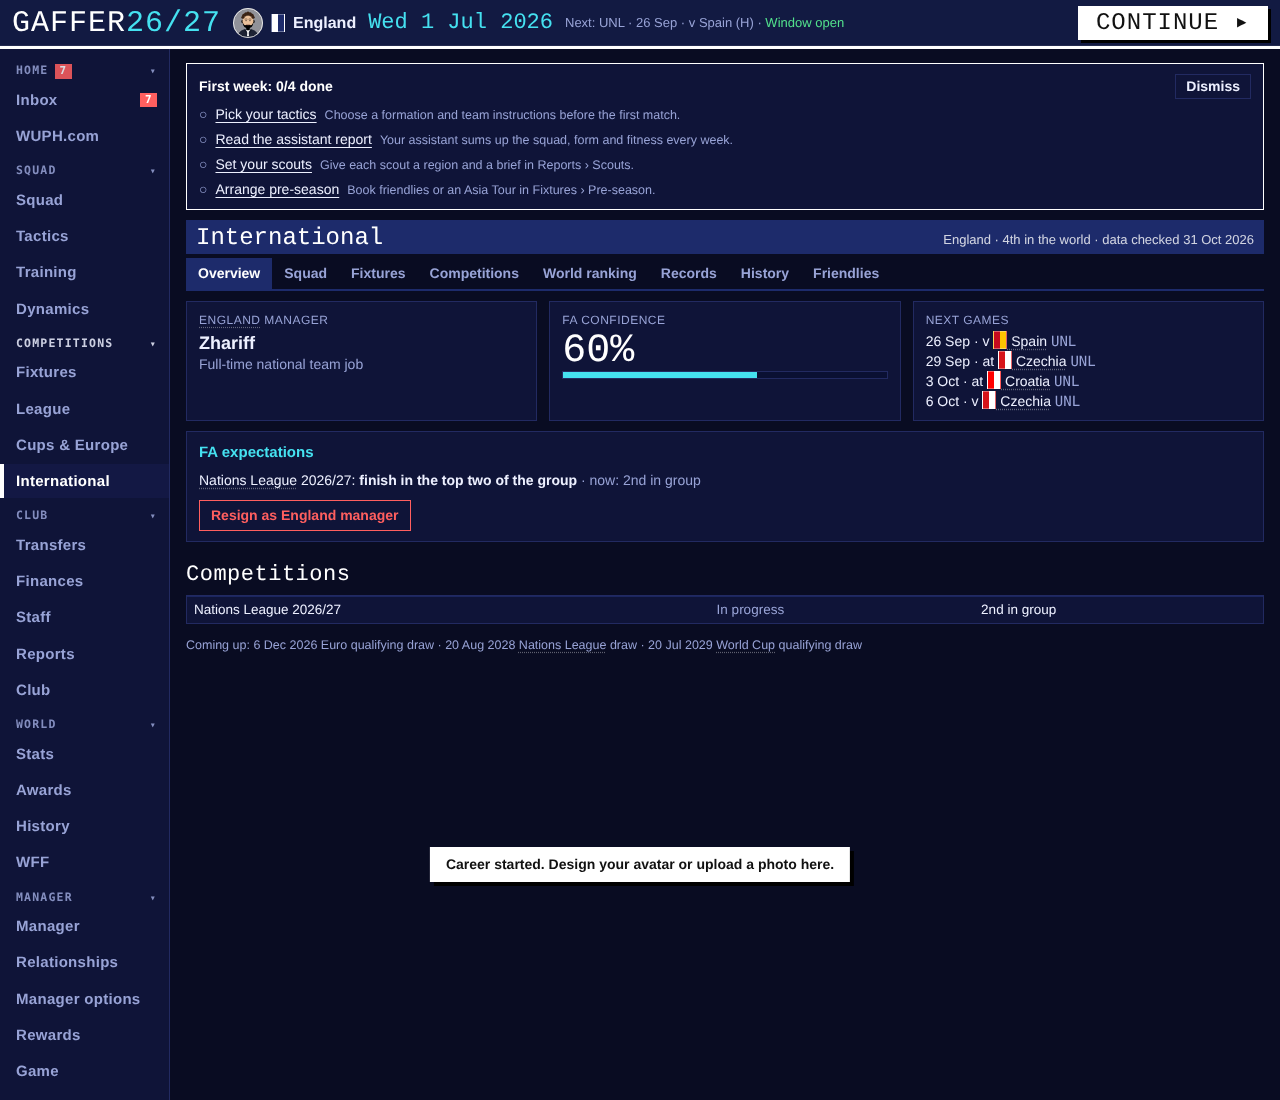 GAFFER26/27 England Wed 1 Jul 2026 Next: UNL · 26 Sep · v Spain (H) · Window open CONTINUE ►
HOME 7 ▾
Inbox 7
WUPH.com
SQUAD ▾
Squad
Tactics
Training
Dynamics
COMPETITIONS ▾
Fixtures
League
Cups & Europe
International
CLUB ▾
Transfers
Finances
Staff
Reports
Club
WORLD ▾
Stats
Awards
History
WFF
MANAGER ▾
Manager
Relationships
Manager options
Rewards
Game
First week: 0/4 done Dismiss
○ Pick your tactics Choose a formation and team instructions before the first match.
○ Read the assistant report Your assistant sums up the squad, form and fitness every week.
○ Set your scouts Give each scout a region and a brief in Reports › Scouts.
○ Arrange pre-season Book friendlies or an Asia Tour in Fixtures › Pre-season.
International England · 4th in the world · data checked 31 Oct 2026
Overview Squad Fixtures Competitions World ranking Records History Friendlies
ENGLAND MANAGER
Zhariff
Full-time national team job
FA CONFIDENCE
60%
NEXT GAMES
26 Sep · v Spain UNL
29 Sep · at Czechia UNL
3 Oct · at Croatia UNL
6 Oct · v Czechia UNL
FA expectations
Nations League 2026/27: finish in the top two of the group · now: 2nd in group
Resign as England manager
Competitions
Nations League 2026/27 In progress 2nd in group
Coming up: 6 Dec 2026 Euro qualifying draw · 20 Aug 2028 Nations League draw · 20 Jul 2029 World Cup qualifying draw
Career started. Design your avatar or upload a photo here.